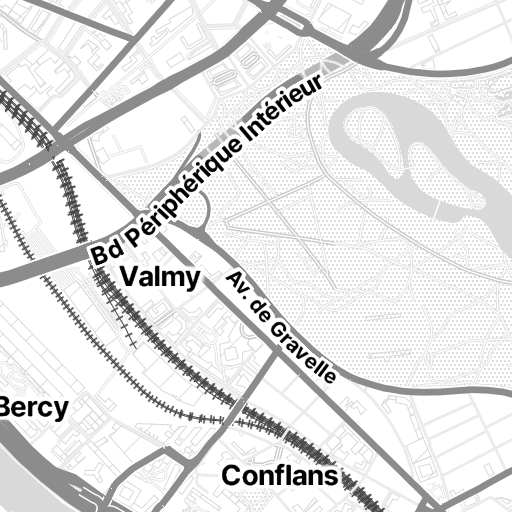 Bd Périphérique Intérieur
Valmy
Av. de Gravelle
Bercy
Conflans